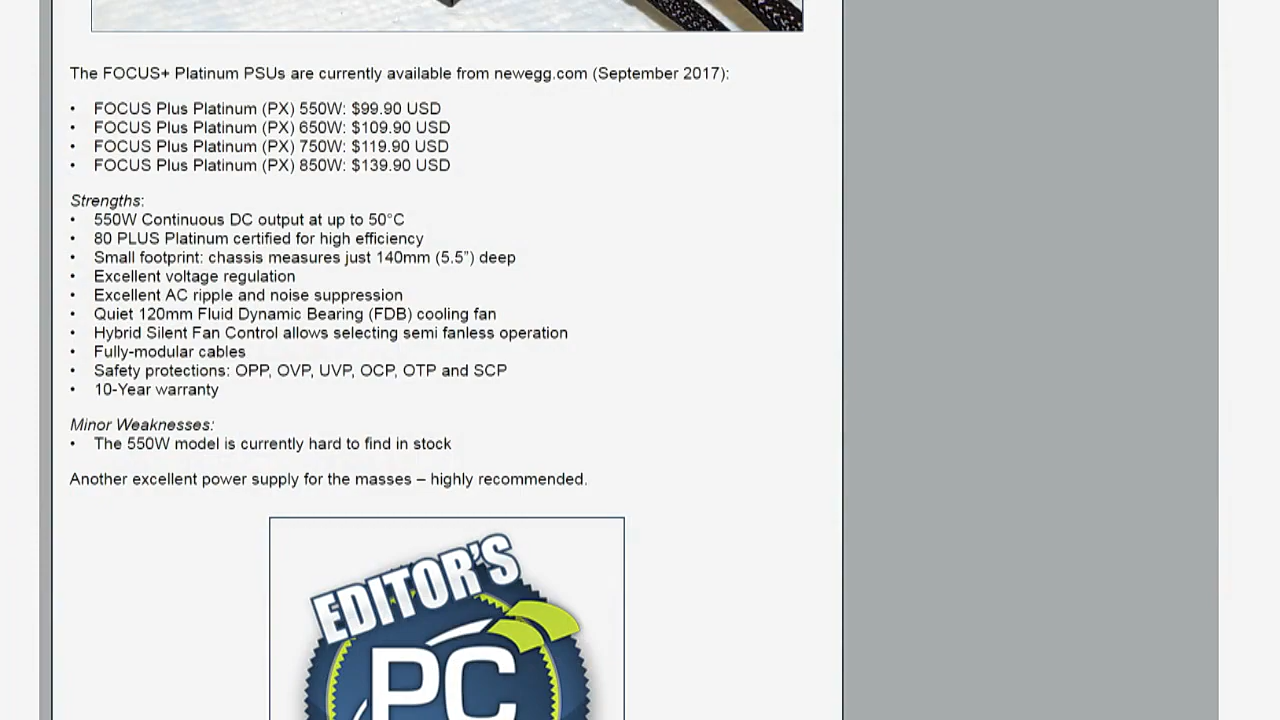 The FOCUS+ Platinum PSUs are currently available from newegg.com (September 2017):
• FOCUS Plus Platinum (PX) 550W: $99.90 USD
• FOCUS Plus Platinum (PX) 650W: $109.90 USD
• FOCUS Plus Platinum (PX) 750W: $119.90 USD
• FOCUS Plus Platinum (PX) 850W: $139.90 USD
Strengths:
• 550W Continuous DC output at up to 50°C
• 80 PLUS Platinum certified for high efficiency
• Small footprint: chassis measures just 140mm (5.5”) deep
• Excellent voltage regulation
• Excellent AC ripple and noise suppression
• Quiet 120mm Fluid Dynamic Bearing (FDB) cooling fan
• Hybrid Silent Fan Control allows selecting semi fanless operation
• Fully-modular cables
• Safety protections: OPP, OVP, UVP, OCP, OTP and SCP
• 10-Year warranty
Minor Weaknesses:
• The 550W model is currently hard to find in stock
Another excellent power supply for the masses – highly recommended.
EDITOR'S
PC